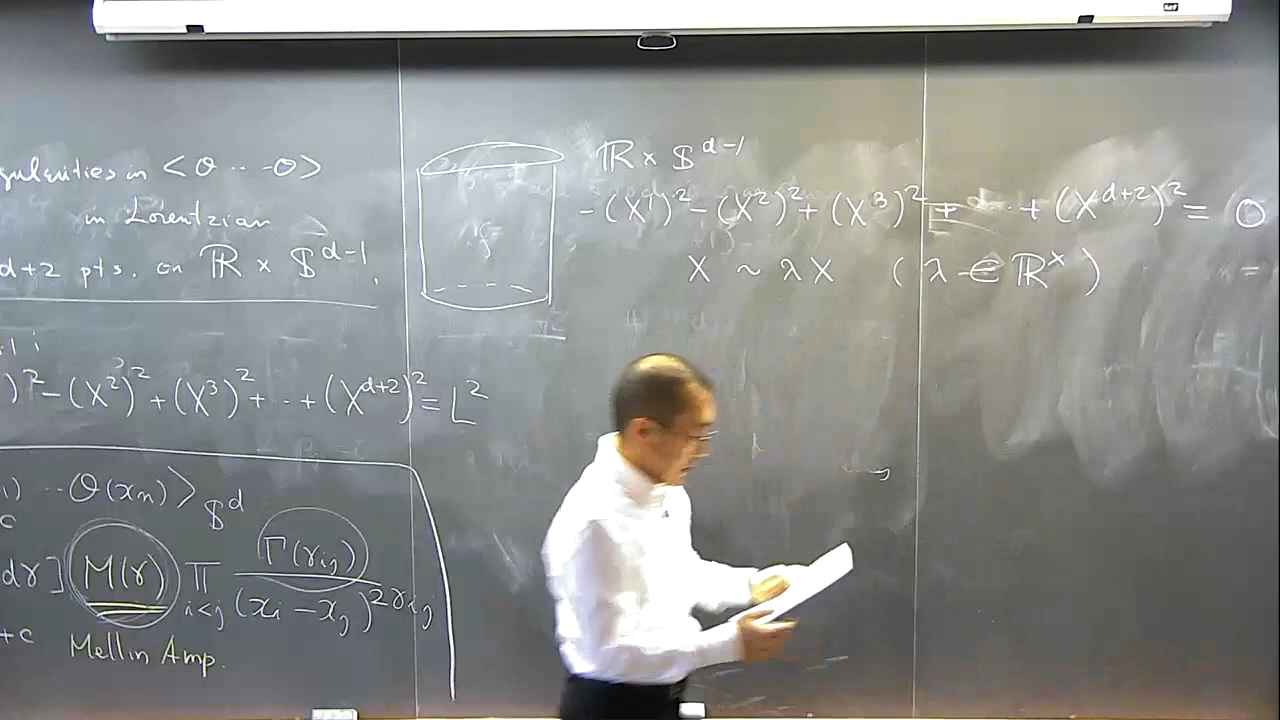 in < O ⋯ O >
in Lorentzian
d+2 pts. on ℝ × 𝕊^{d-1}.
)² - (X²)² + (X³)² + ⋯ + (X^{d+2})² = L²
⋯ O(x_n) >_{𝕊^d}
dγ ] M(γ) Π_{i<j} Γ(γ_{ij}) / (x_i - x_j)^{2γ_{ij}}
+c Mellin Amp.
ℝ × 𝕊^{d-1}
- (X¹)² - (X²)² + (X³)² + ⋯ + (X^{d+2})² = 0
X ~ λX ( λ ∈ ℝ^× )